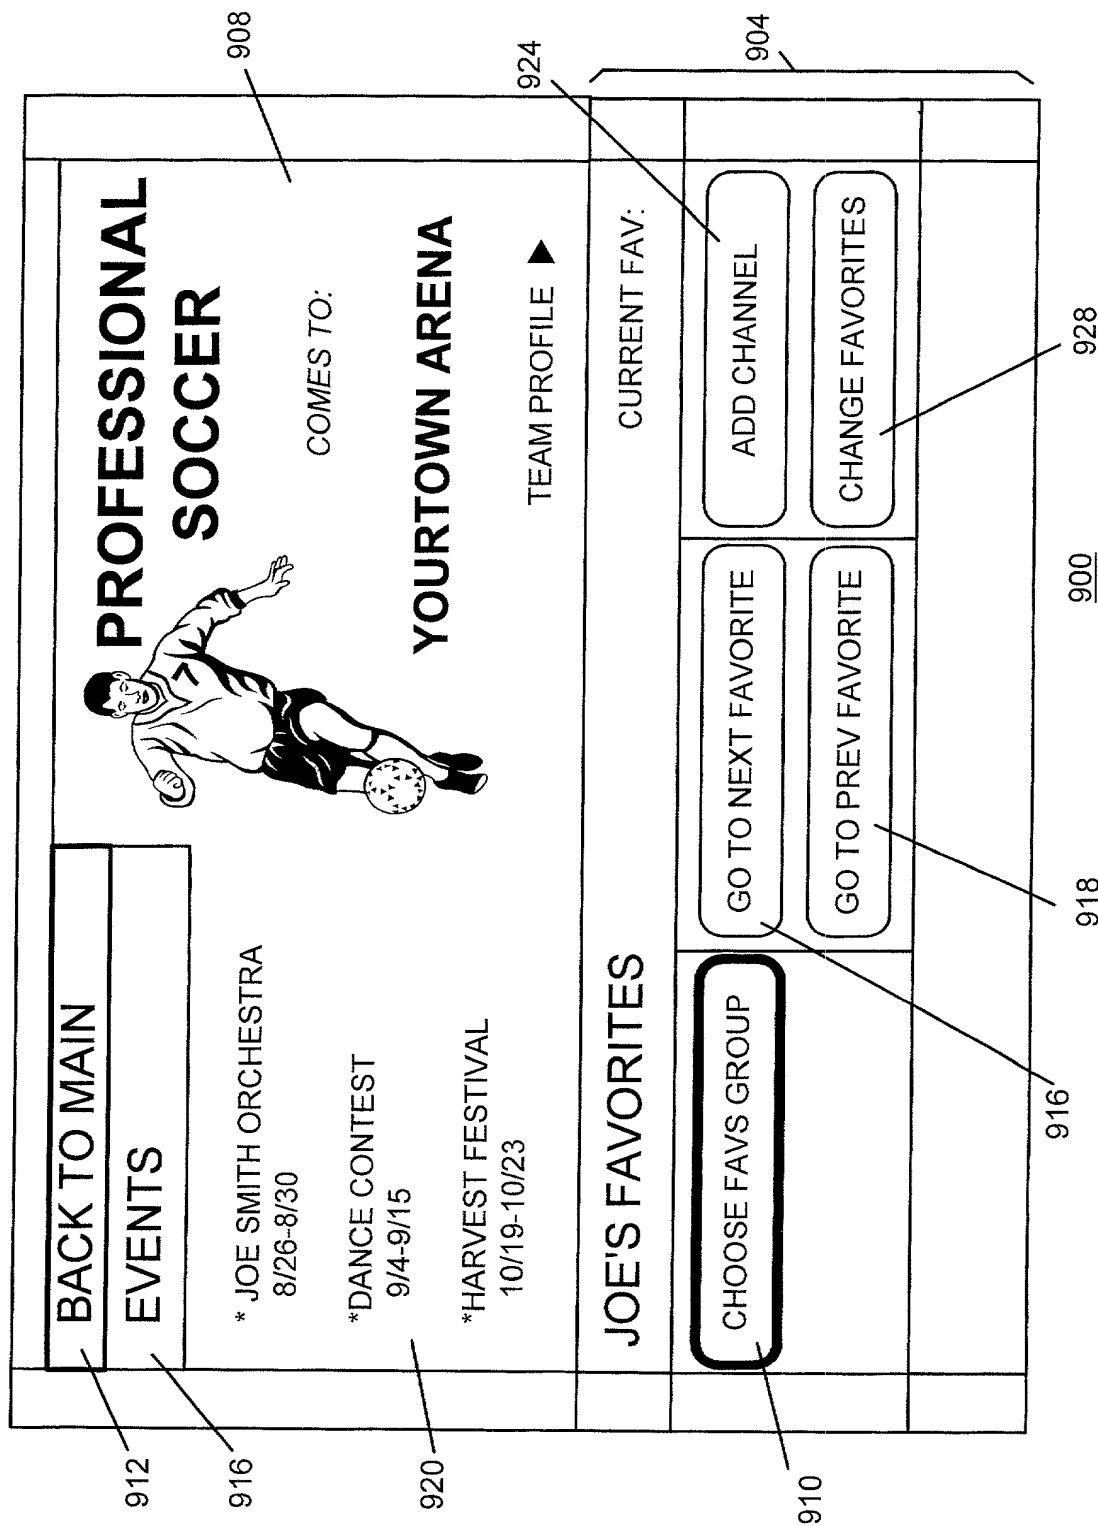 BACK TO MAIN
EVENTS
* JOE SMITH ORCHESTRA
8/26-8/30
*DANCE CONTEST
9/4-9/15
*HARVEST FESTIVAL
10/19-10/23
PROFESSIONAL
SOCCER
COMES TO:
YOURTOWN ARENA
TEAM PROFILE ▶
JOE'S FAVORITES
CURRENT FAV:
CHOOSE FAVS GROUP
GO TO NEXT FAVORITE
GO TO PREV FAVORITE
ADD CHANNEL
CHANGE FAVORITES
912
916
920
910
908
924
904
916
918
928
900